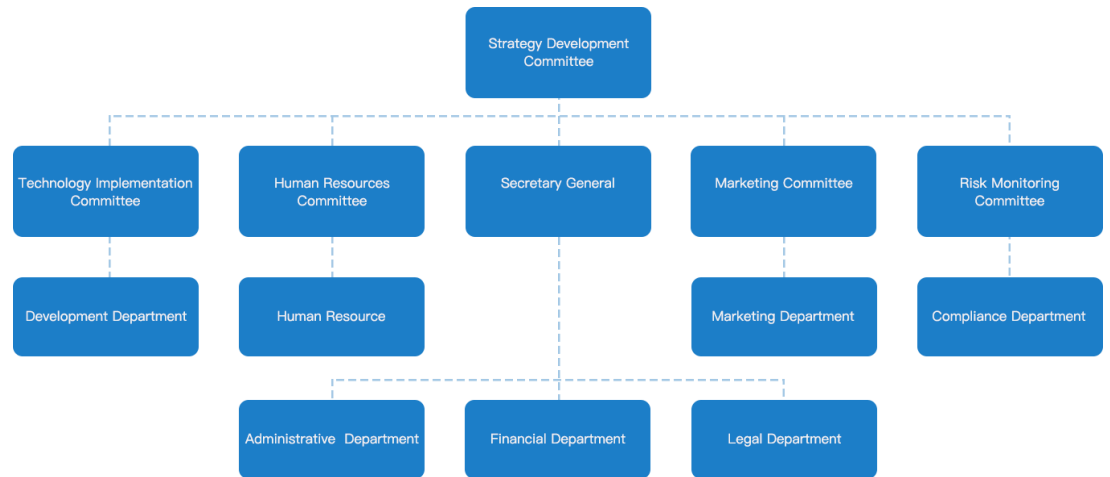 Strategy Development
Committee
Technology Implementation
Committee
Human Resources
Committee
Secretary General
Marketing Committee
Risk Monitoring
Committee
Development Department
Human Resource
Marketing Department
Compliance Department
Administrative  Department
Financial Department
Legal Department